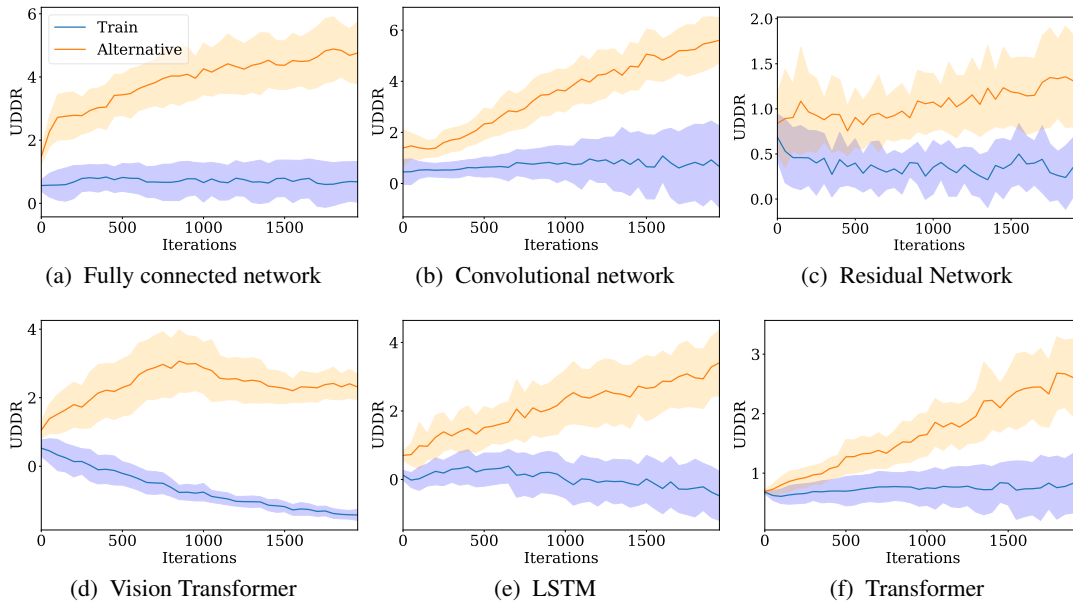 Train
Alternative
UDDR
6
4
2
0
0 500 1000 1500
Iterations
(a) Fully connected network
UDDR
6
4
2
0
0 500 1000 1500
Iterations
(b) Convolutional network
UDDR
2.0
1.5
1.0
0.5
0.0
0 500 1000 1500
Iterations
(c) Residual Network
UDDR
4
2
0
0 500 1000 1500
Iterations
(d) Vision Transformer
UDDR
4
2
0
0 500 1000 1500
Iterations
(e) LSTM
UDDR
3
2
1
0 500 1000 1500
Iterations
(f) Transformer